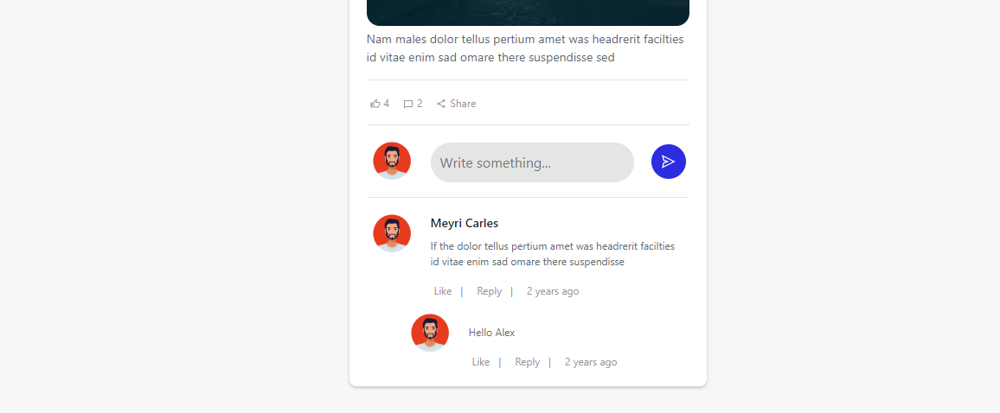 Nam males dolor tellus pertium amet was headrerit facilties
id vitae enim sad omare there suspendisse sed
4 2 Share
Write something...
Meyri Carles
If the dolor tellus pertium amet was headrerit facilties
id vitae enim sad omare there suspendisse
Like | Reply | 2 years ago
Hello Alex
Like | Reply | 2 years ago